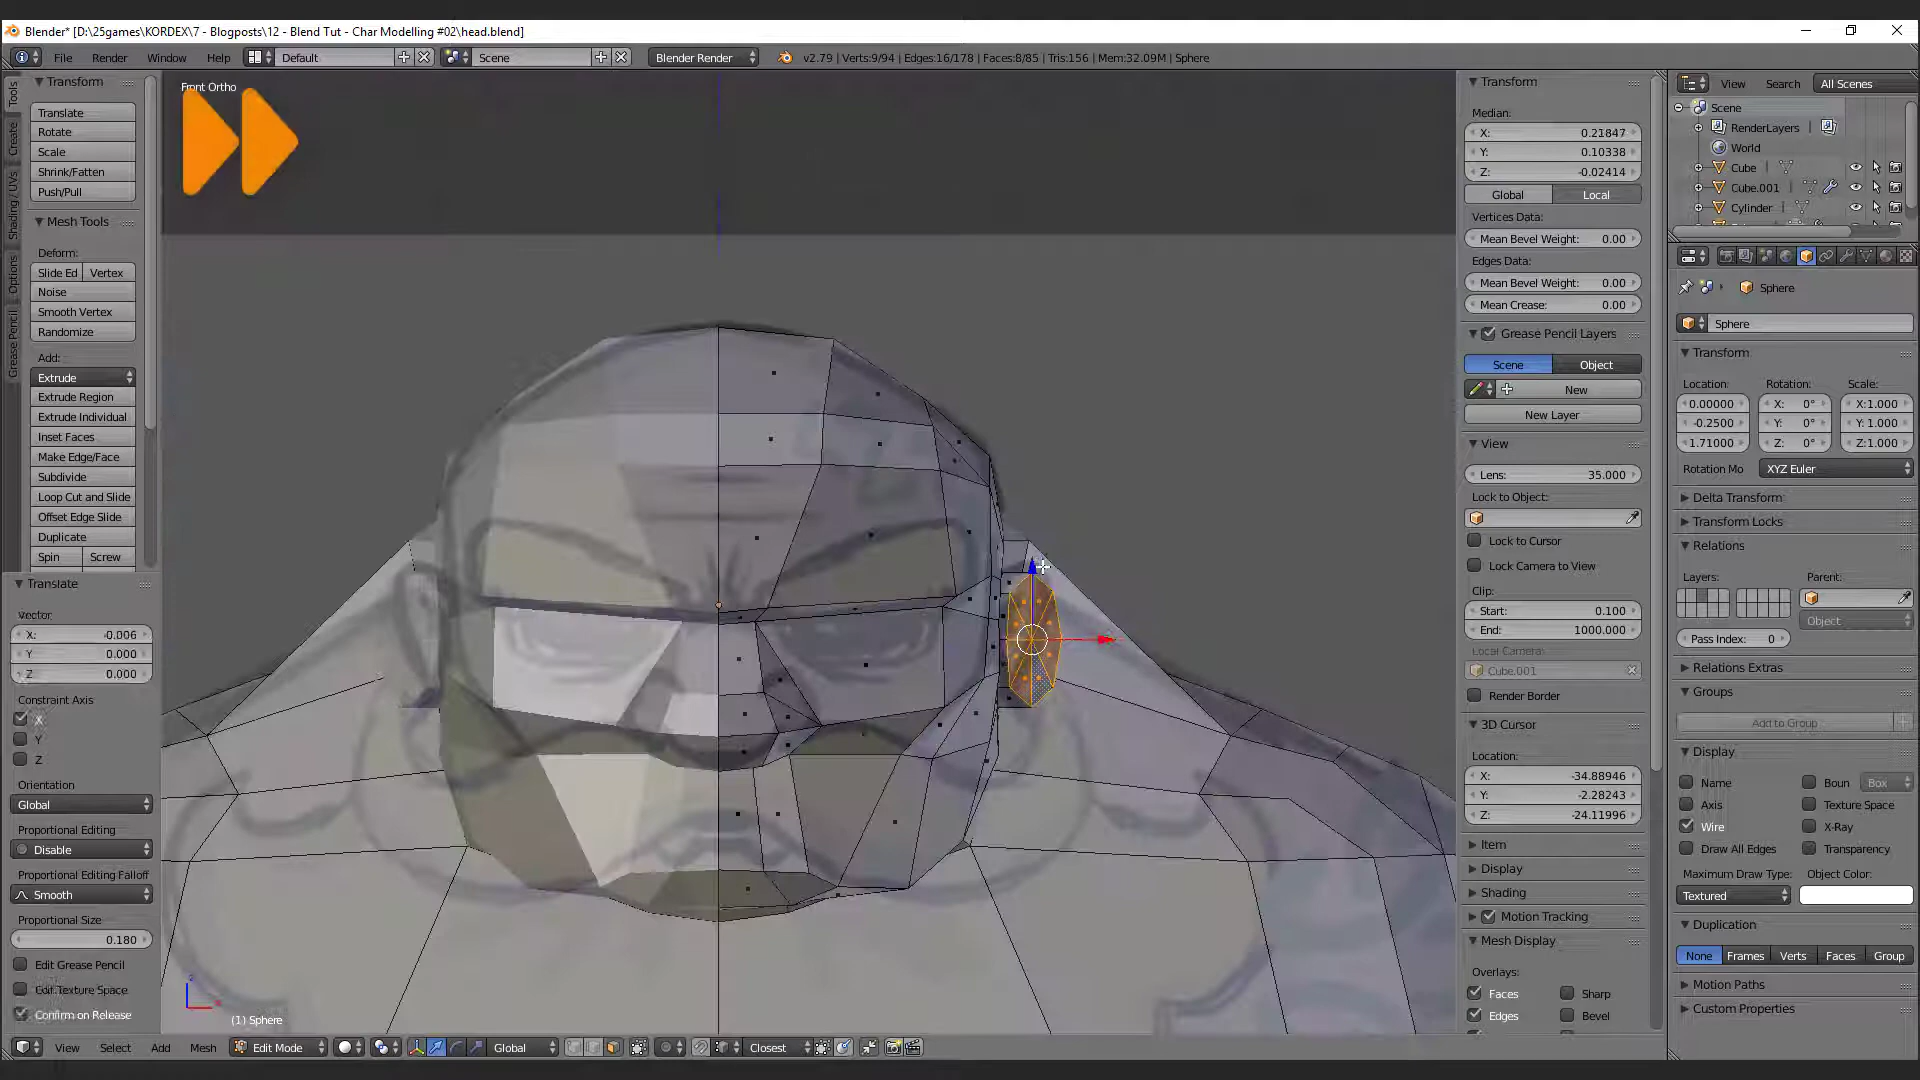 Blender* [D:\25games\KORDEX\7 - Blogposts\12 - Blend Tut - Char Modelling #02\head.blend]
File Render Window Help Default Scene Blender Render v2.79 | Verts:9/94 | Edges:16/178 | Faces:8/85 | Tris:156 | Mem:32.09M | Sphere
Tools
Create
Shading / UVs
Options
Grease Pencil
Transform
Translate
Rotate
Scale
Shrink/Fatten
Push/Pull
Mesh Tools
Deform:
Slide Ed Vertex
Noise
Smooth Vertex
Randomize
Add:
Extrude
Extrude Region
Extrude Individual
Inset Faces
Make Edge/Face
Subdivide
Loop Cut and Slide
Offset Edge Slide
Duplicate
Spin Screw
Translate
Vector
X: -0.006
Y 0.000
Z 0.000
Constraint Axis
X
Y
Z
Orientation
Global
Proportional Editing
Disable
Proportional Editing Falloff
Smooth
Proportional Size
0.180
Edit Grease Pencil
Edit Texture Space
Confirm on Release
Front Ortho
(1) Sphere
View Select Add Mesh Edit Mode Global Closest
Transform
Median:
X: 0.21847
Y: 0.10338
Z: -0.02414
Global Local
Vertices Data:
Mean Bevel Weight: 0.00
Edges Data:
Mean Bevel Weight: 0.00
Mean Crease: 0.00
Grease Pencil Layers
Scene Object
New
New Layer
View
Lens: 35.000
Lock to Object:
Lock to Cursor
Lock Camera to View
Clip:
Start: 0.100
End: 1000.000
Local Camera:
Cube.001
Render Border
3D Cursor
Location:
X: -34.88946
Y: -2.28243
Z: -24.11996
Item
Display
Shading
Motion Tracking
Mesh Display
Overlays:
Faces Sharp
Edges Bevel
View Search All Scenes
Scene
RenderLayers
World
Cube
Cube.001
Cylinder
Sphere
Sphere
Transform
Location: Rotation: Scale:
0.00000 X: 0° X:1.000
-0.2500 Y: 0° Y: 1.000
1.71000 Z: 0° Z:1.000
Rotation Mo XYZ Euler
Delta Transform
Transform Locks
Relations
Layers: Parent:
Object
Pass Index: 0
Relations Extras
Groups
Add to Group
Display
Name Boun Box
Axis Texture Space
Wire X-Ray
Draw All Edges Transparency
Maximum Draw Type: Object Color:
Textured
Duplication
None Frames Verts Faces Group
Motion Paths
Custom Properties